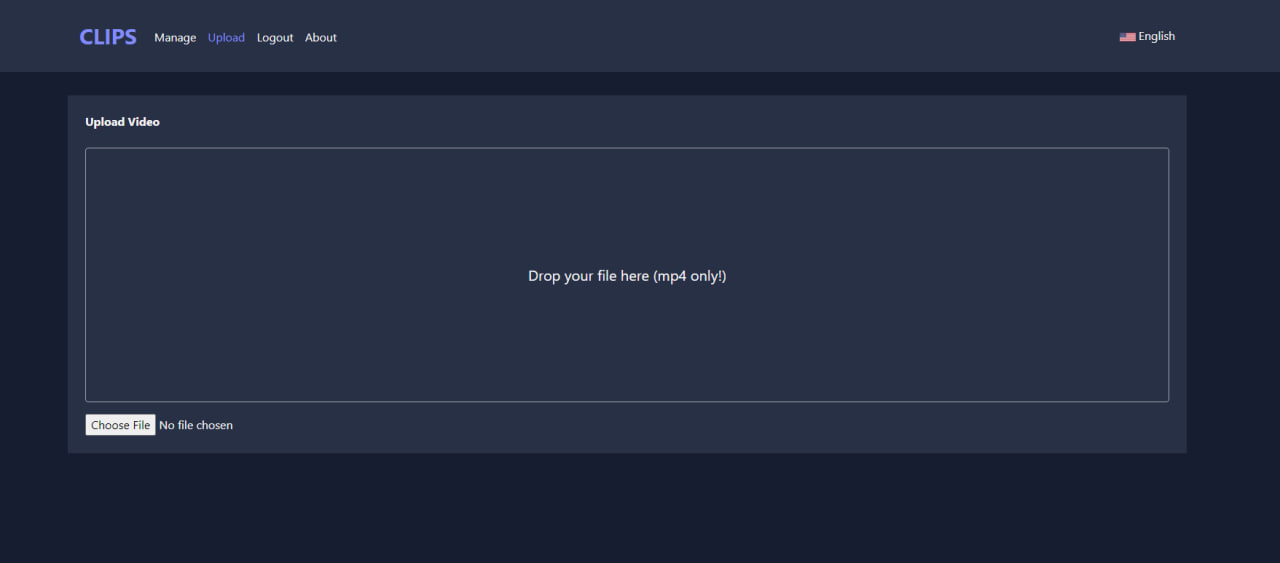 CLIPS Manage Upload Logout About English
Upload Video
Drop your file here (mp4 only!)
Choose File No file chosen